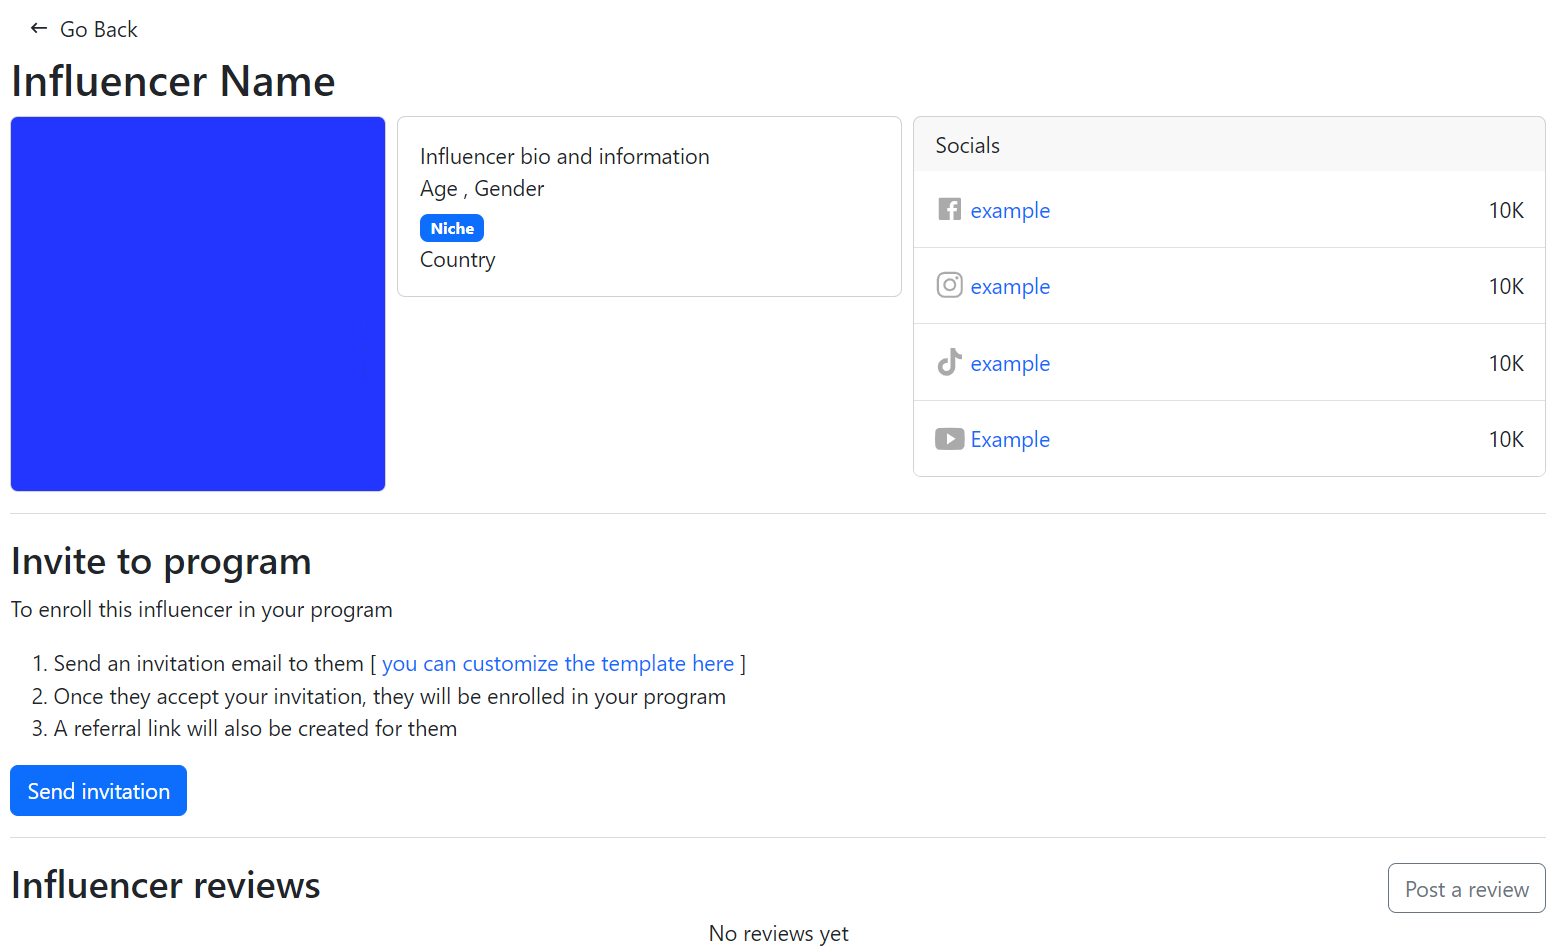 ← Go Back
Influencer Name
Influencer bio and information
Age , Gender
Niche
Country
Socials
example 10K
example 10K
example 10K
Example 10K
Invite to program
To enroll this influencer in your program
1. Send an invitation email to them [ you can customize the template here ]
2. Once they accept your invitation, they will be enrolled in your program
3. A referral link will also be created for them
Send invitation
Influencer reviews
Post a review
No reviews yet